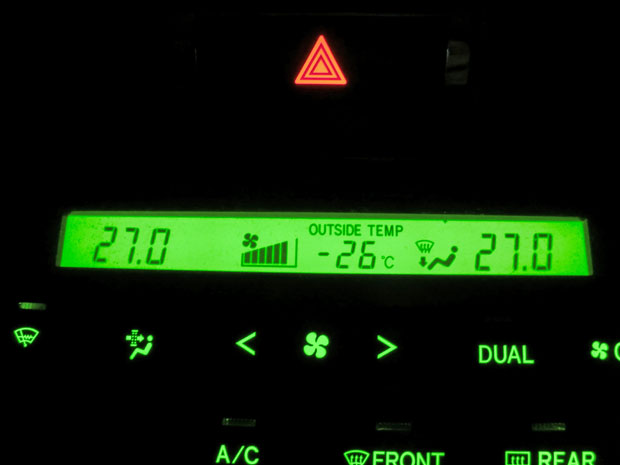 OUTSIDE TEMP
27.0 -26°C 27.0
< >
DUAL
A/C FRONT REAR